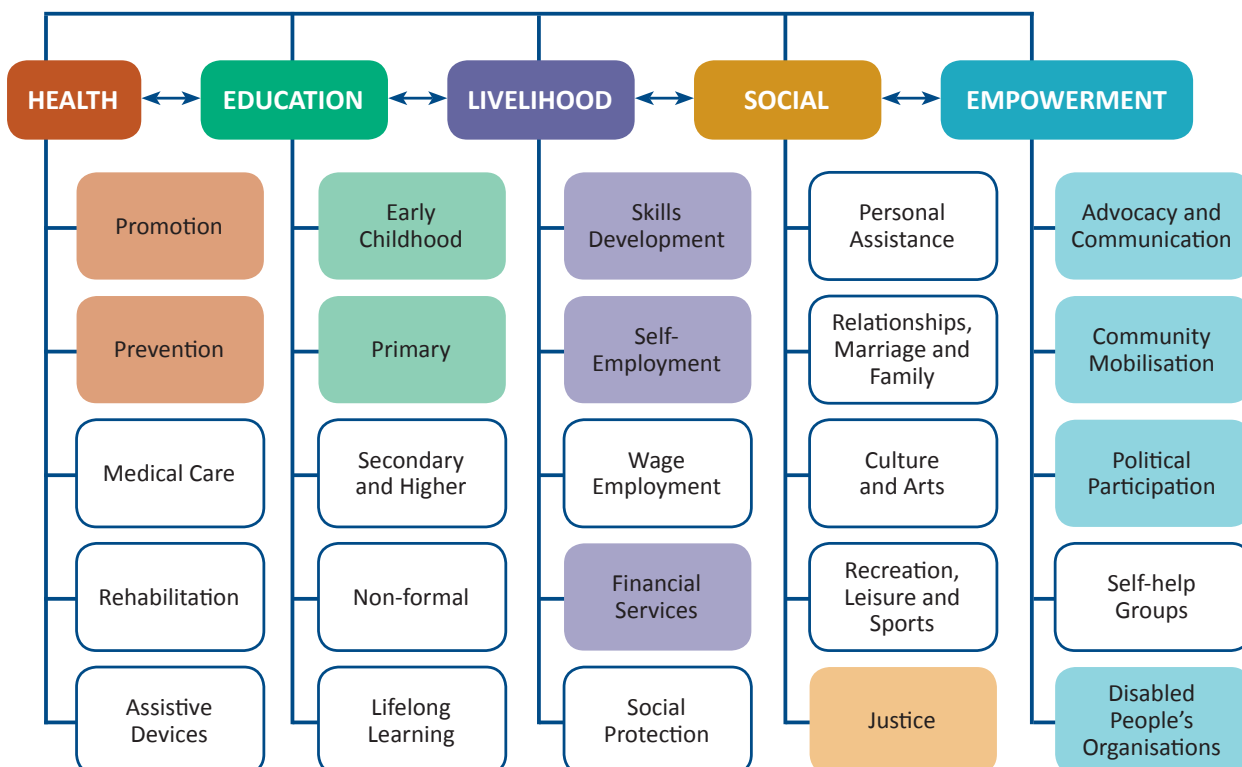 HEALTH
EDUCATION
LIVELIHOOD
SOCIAL
EMPOWERMENT
Promotion
Prevention
Medical Care
Rehabilitation
Assistive
Devices
Early
Childhood
Primary
Secondary
and Higher
Non-formal
Lifelong
Learning
Skills
Development
Self-
Employment
Wage
Employment
Financial
Services
Social
Protection
Personal
Assistance
Relationships,
Marriage and
Family
Culture
and Arts
Recreation,
Leisure and
Sports
Justice
Advocacy and
Communication
Community
Mobilisation
Political
Participation
Self-help
Groups
Disabled
People’s
Organisations